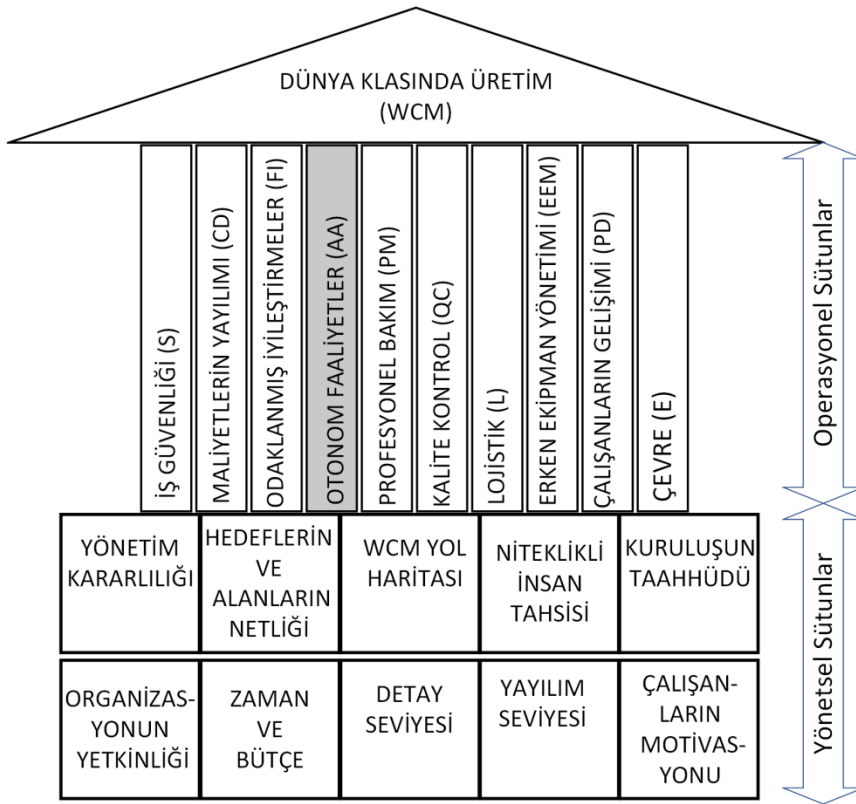 DÜNYA KLASINDA ÜRETİM
(WCM)
İŞ GÜVENLİĞİ (S)
MALİYETLERİN YAYILIMI (CD)
ODAKLANMIŞ İYİLEŞTİRMELER (FI)
OTONOM FAALİYETLER (AA)
PROFESYONEL BAKIM (PM)
KALİTE KONTROL (QC)
LOJİSTİK (L)
ERKEN EKİPMAN YÖNETİMİ (EEM)
ÇALIŞANLARIN GELİŞİMİ (PD)
ÇEVRE (E)
Operasyonel Sütunlar
YÖNETİM
KARARLILIĞI
HEDEFLERİN
VE
ALANLARIN
NETLİĞİ
WCM YOL
HARİTASI
NİTEKLİKLİ
İNSAN
TAHSİSİ
KURULUŞUN
TAAHHÜDÜ
ORGANİZAS-
YONUN
YETKİNLİĞİ
ZAMAN
VE
BÜTÇE
DETAY
SEVİYESİ
YAYILIM
SEVİYESİ
ÇALIŞAN-
LARIN
MOTİVAS-
YONU
Yönetsel Sütunlar